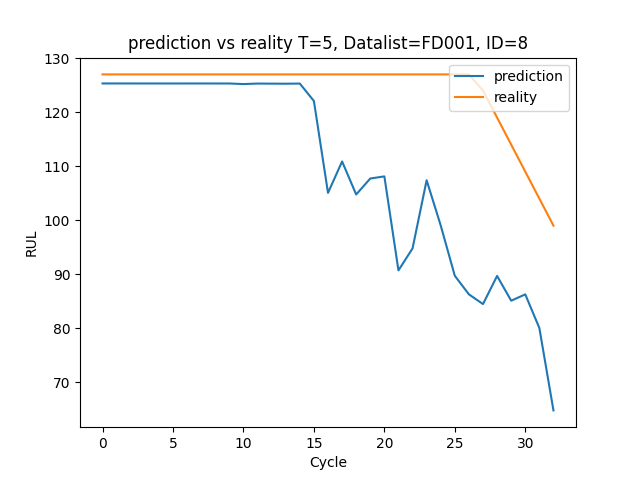 prediction vs reality T=5, Datalist=FD001, ID=8
prediction
reality
130
120
110
100
90
80
70
RUL
0 5 10 15 20 25 30
Cycle